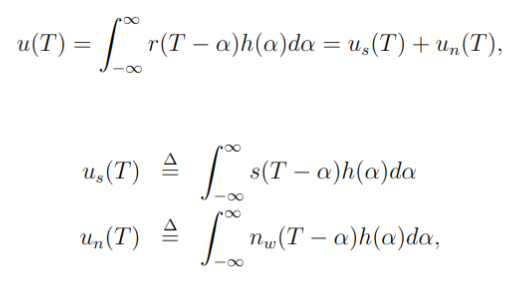 u(T) = ∫_{-∞}^{∞} r(T − α)h(α)dα = u_s(T) + u_n(T),
u_s(T) ≜ ∫_{-∞}^{∞} s(T − α)h(α)dα
u_n(T) ≜ ∫_{-∞}^{∞} n_w(T − α)h(α)dα,